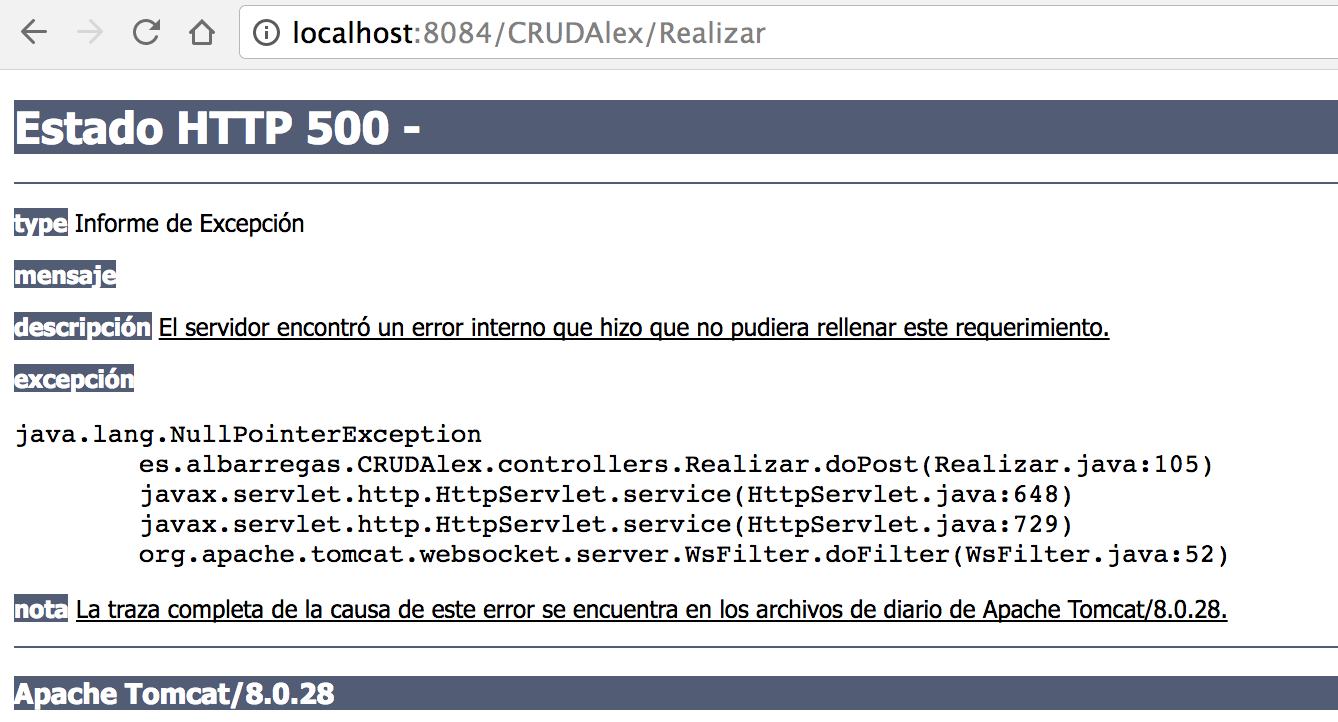 localhost:8084/CRUDAlex/Realizar
Estado HTTP 500 -
type Informe de Excepción
mensaje
descripción El servidor encontró un error interno que hizo que no pudiera rellenar este requerimiento.
excepción
java.lang.NullPointerException
es.albarregas.CRUDAlex.controllers.Realizar.doPost(Realizar.java:105)
javax.servlet.http.HttpServlet.service(HttpServlet.java:648)
javax.servlet.http.HttpServlet.service(HttpServlet.java:729)
org.apache.tomcat.websocket.server.WsFilter.doFilter(WsFilter.java:52)
nota La traza completa de la causa de este error se encuentra en los archivos de diario de Apache Tomcat/8.0.28.
Apache Tomcat/8.0.28